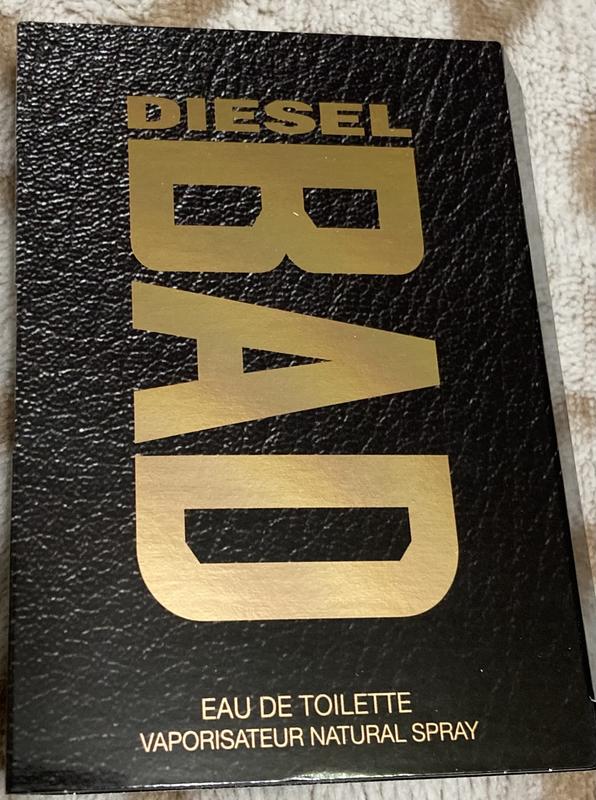 DIESEL
BAD
EAU DE TOILETTE
VAPORISATEUR NATURAL SPRAY